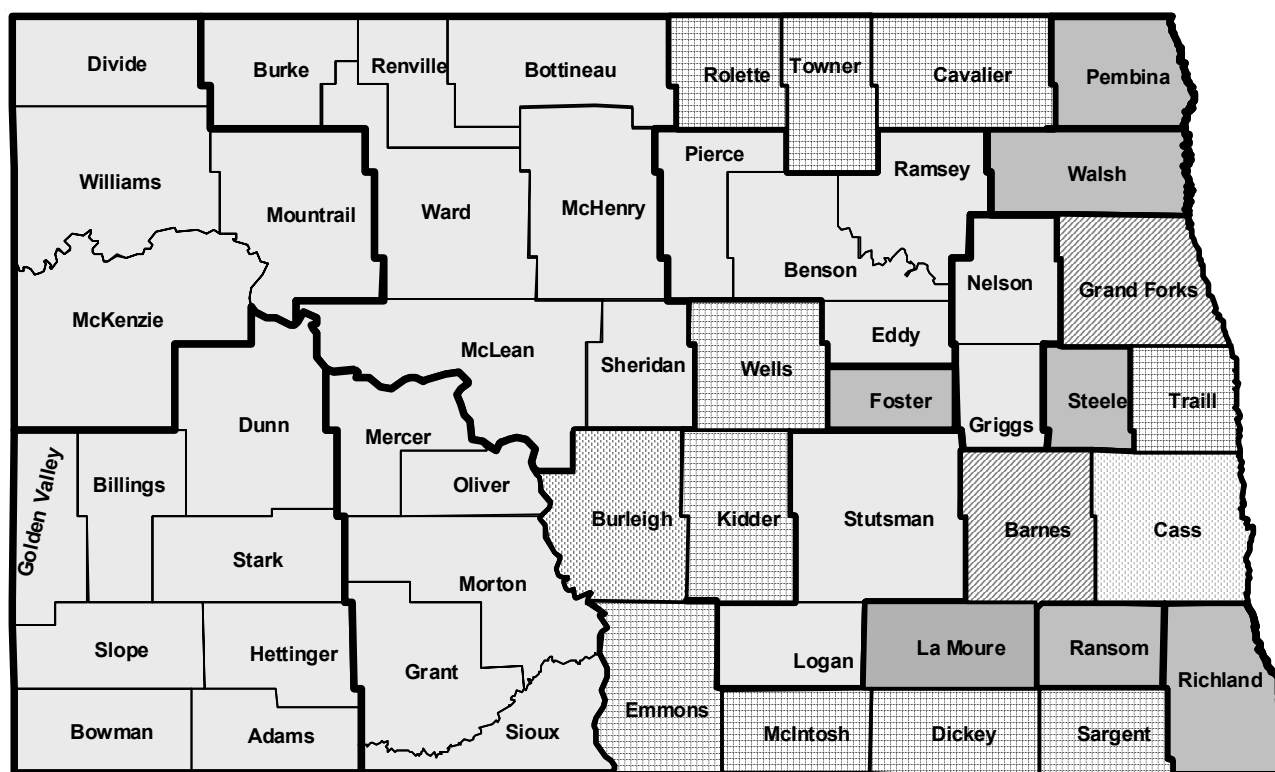 Divide
Burke
Renville
Bottineau
Rolette
Towner
Cavalier
Pembina
Williams
Mountrail
Ward
McHenry
Pierce
Ramsey
Walsh
Benson
Nelson
Grand Forks
McKenzie
McLean
Sheridan
Wells
Eddy
Foster
Griggs
Steele
Traill
Dunn
Mercer
Oliver
Golden Valley
Billings
Burleigh
Kidder
Stutsman
Barnes
Cass
Stark
Morton
Slope
Hettinger
Grant
Logan
La Moure
Ransom
Richland
Bowman
Adams
Sioux
Emmons
McIntosh
Dickey
Sargent